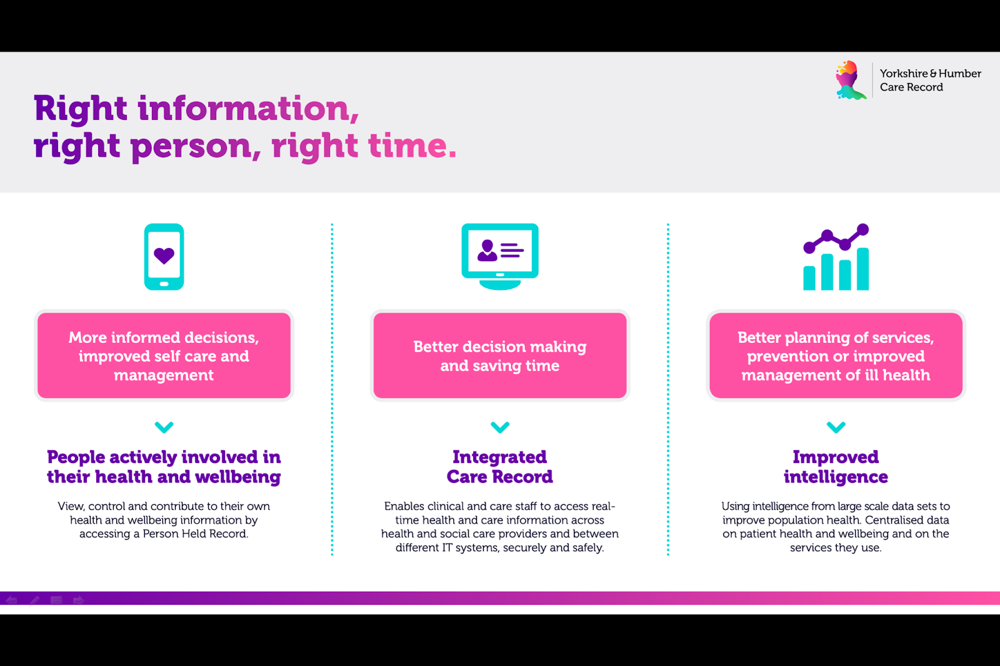 Yorkshire & Humber
Care Record
Right information,
right person, right time.
More informed decisions,
improved self care and
management
People actively involved in
their health and wellbeing
View, control and contribute to their own
health and wellbeing information by
accessing a Person Held Record.
Better decision making
and saving time
Integrated
Care Record
Enables clinical and care staff to access real-
time health and care information across
health and social care providers and between
different IT systems, securely and safely.
Better planning of services,
prevention or improved
management of ill health
Improved
intelligence
Using intelligence from large scale data sets to
improve population health. Centralised data
on patient health and wellbeing and on the
services they use.